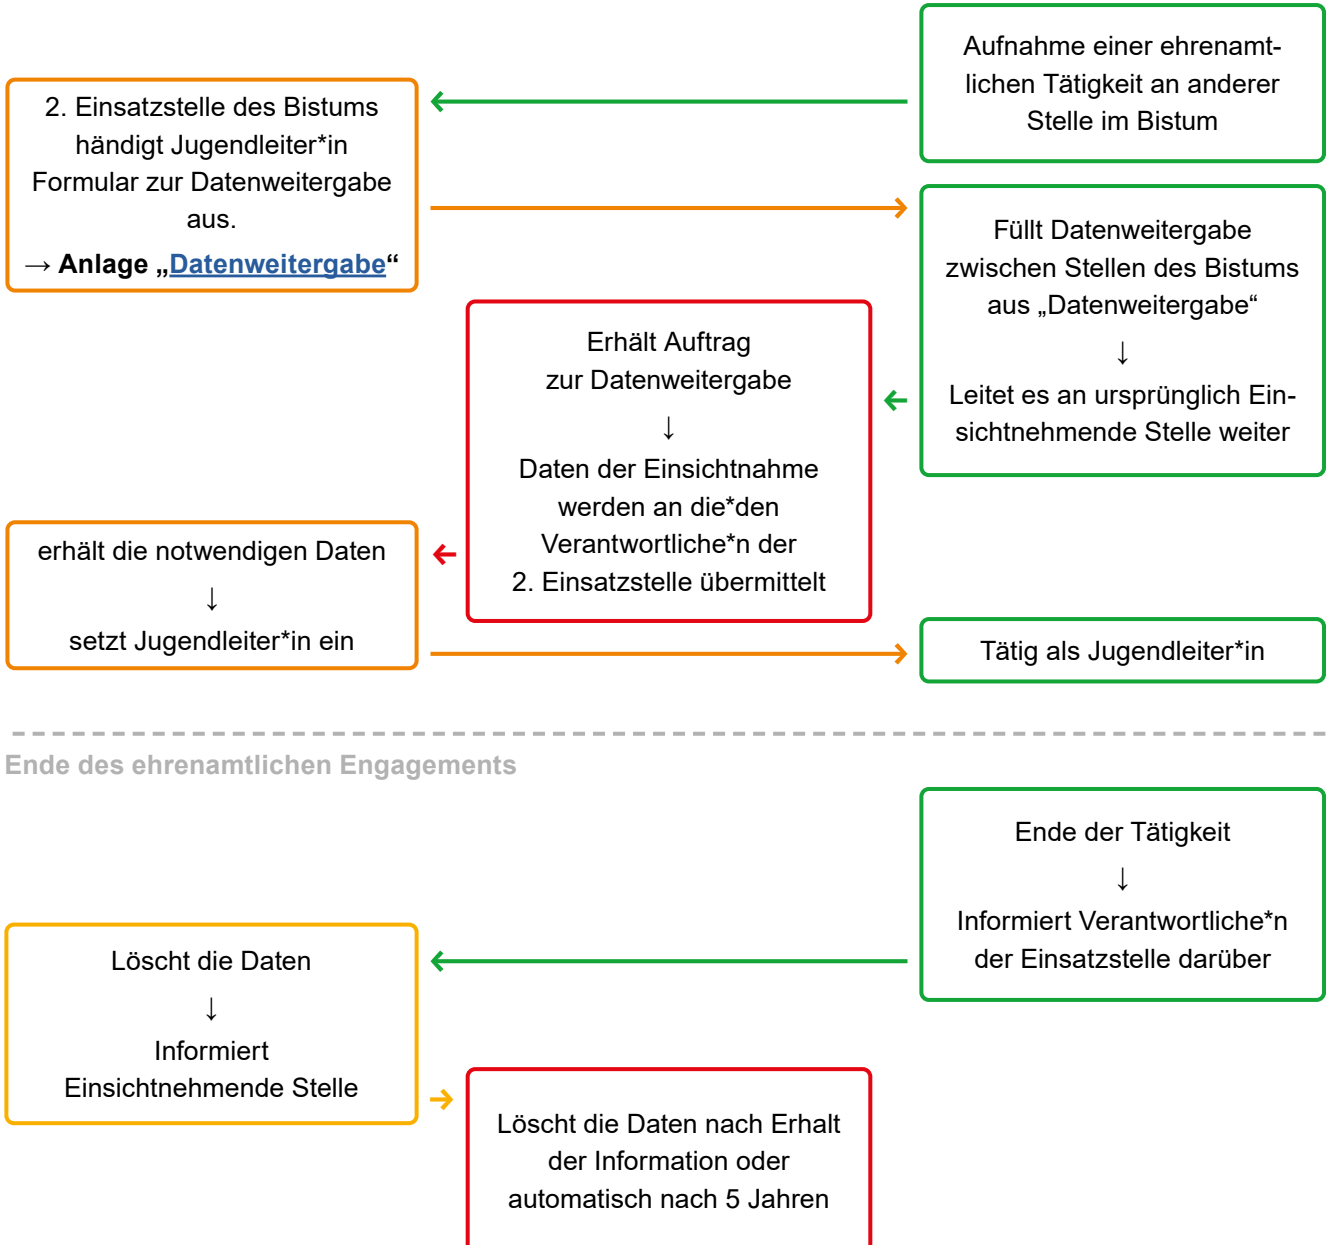 Aufnahme einer ehrenamt-
lichen Tätigkeit an anderer
Stelle im Bistum
2. Einsatzstelle des Bistums
händigt Jugendleiter*in
Formular zur Datenweitergabe
aus.
→ Anlage „Datenweitergabe“
Füllt Datenweitergabe
zwischen Stellen des Bistums
aus „Datenweitergabe“
↓
Leitet es an ursprünglich Ein-
sichtnehmende Stelle weiter
Erhält Auftrag
zur Datenweitergabe
↓
Daten der Einsichtnahme
werden an die*den
Verantwortliche*n der
2. Einsatzstelle übermittelt
erhält die notwendigen Daten
↓
setzt Jugendleiter*in ein
Tätig als Jugendleiter*in
Ende des ehrenamtlichen Engagements
Ende der Tätigkeit
↓
Informiert Verantwortliche*n
der Einsatzstelle darüber
Löscht die Daten
↓
Informiert
Einsichtnehmende Stelle
Löscht die Daten nach Erhalt
der Information oder
automatisch nach 5 Jahren